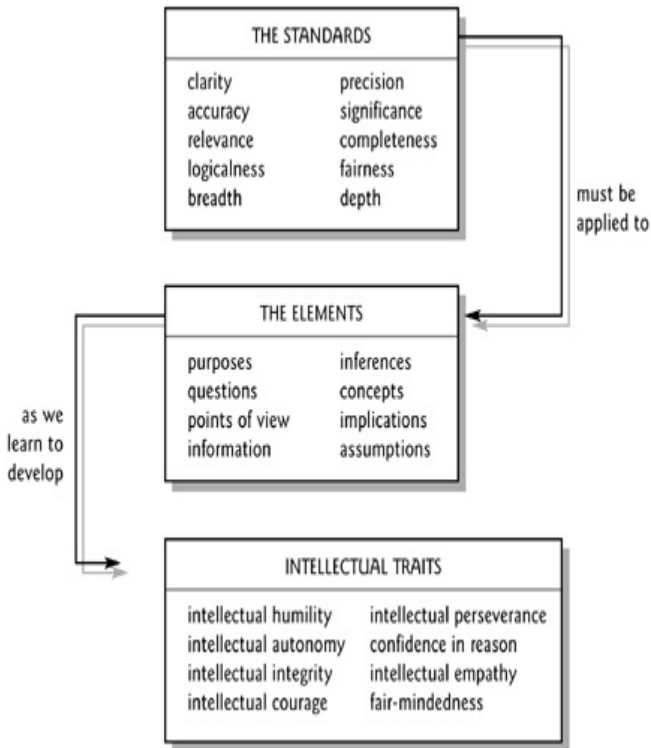 THE STANDARDS
clarity precision
accuracy significance
relevance completeness
logicalness fairness
breadth depth
must be
applied to
THE ELEMENTS
purposes inferences
questions concepts
points of view implications
information assumptions
as we
learn to
develop
INTELLECTUAL TRAITS
intellectual humility intellectual perseverance
intellectual autonomy confidence in reason
intellectual integrity intellectual empathy
intellectual courage fair-mindedness